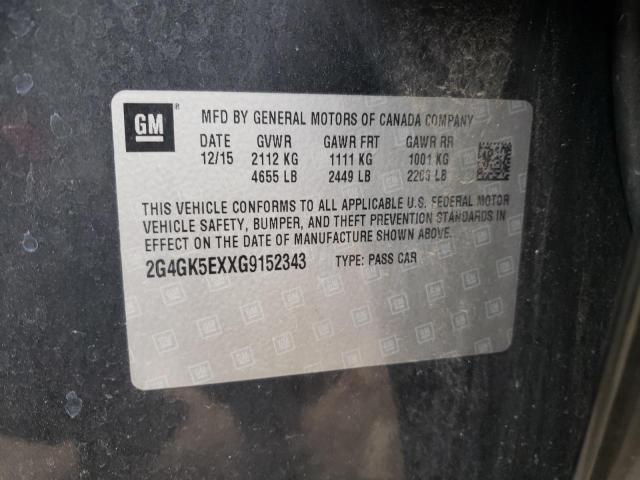 GM
MFD BY GENERAL MOTORS OF CANADA COMPANY
DATE GVWR GAWR FRT GAWR RR
12/15 2112 KG 1111 KG 1001 KG
4655 LB 2449 LB 2206 LB
THIS VEHICLE CONFORMS TO ALL APPLICABLE U.S. FEDERAL MOTOR
VEHICLE SAFETY, BUMPER, AND THEFT PREVENTION STANDARDS IN
EFFECT ON THE DATE OF MANUFACTURE SHOWN ABOVE.
2G4GK5EXXG9152343 TYPE: PASS CAR